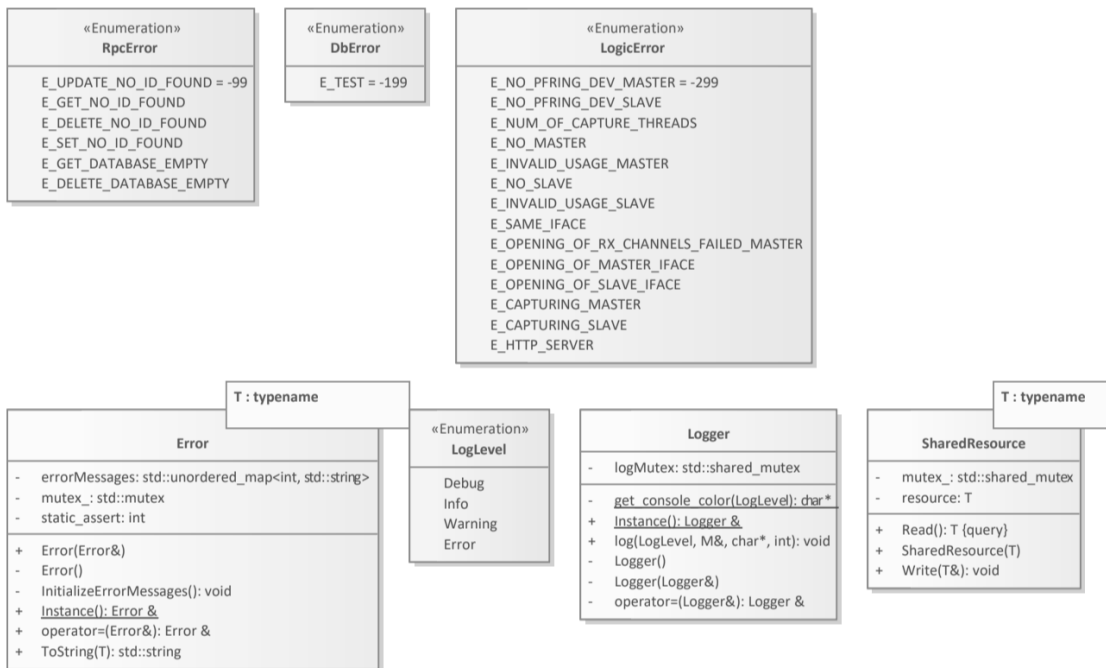 «Enumeration»
RpcError
E_UPDATE_NO_ID_FOUND = -99
E_GET_NO_ID_FOUND
E_DELETE_NO_ID_FOUND
E_SET_NO_ID_FOUND
E_GET_DATABASE_EMPTY
E_DELETE_DATABASE_EMPTY
«Enumeration»
DbError
E_TEST = -199
«Enumeration»
LogicError
E_NO_PFRING_DEV_MASTER = -299
E_NO_PFRING_DEV_SLAVE
E_NUM_OF_CAPTURE_THREADS
E_NO_MASTER
E_INVALID_USAGE_MASTER
E_NO_SLAVE
E_INVALID_USAGE_SLAVE
E_SAME_IFACE
E_OPENING_OF_RX_CHANNELS_FAILED_MASTER
E_OPENING_OF_MASTER_IFACE
E_OPENING_OF_SLAVE_IFACE
E_CAPTURING_MASTER
E_CAPTURING_SLAVE
E_HTTP_SERVER
T : typename
Error
- errorMessages: std::unordered_map<int, std::string>
- mutex_: std::mutex
- static_assert: int
+ Error(Error&)
- Error()
- InitializeErrorMessages(): void
+ Instance(): Error &
+ operator=(Error&): Error &
+ ToString(T): std::string
«Enumeration»
LogLevel
Debug
Info
Warning
Error
Logger
- logMutex: std::shared_mutex
- get_console_color(LogLevel): char*
+ Instance(): Logger &
+ log(LogLevel, M&, char*, int): void
- Logger()
- Logger(Logger&)
- operator=(Logger&): Logger &
T : typename
SharedResource
- mutex_: std::shared_mutex
- resource: T
+ Read(): T {query}
+ SharedResource(T)
+ Write(T&): void